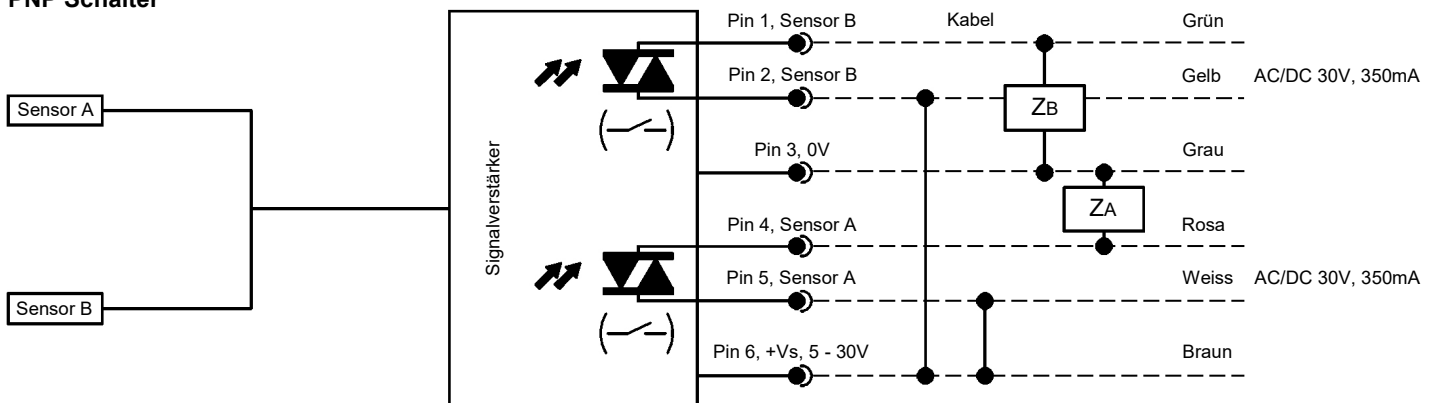 PNP Schalter
Pin 1, Sensor B Kabel Grün
Pin 2, Sensor B Gelb AC/DC 30V, 350mA
Sensor A
ZB
Pin 3, 0V Grau
Signalverstärker
ZA
Pin 4, Sensor A Rosa
Pin 5, Sensor A Weiss AC/DC 30V, 350mA
Sensor B
Pin 6, +Vs, 5 - 30V Braun